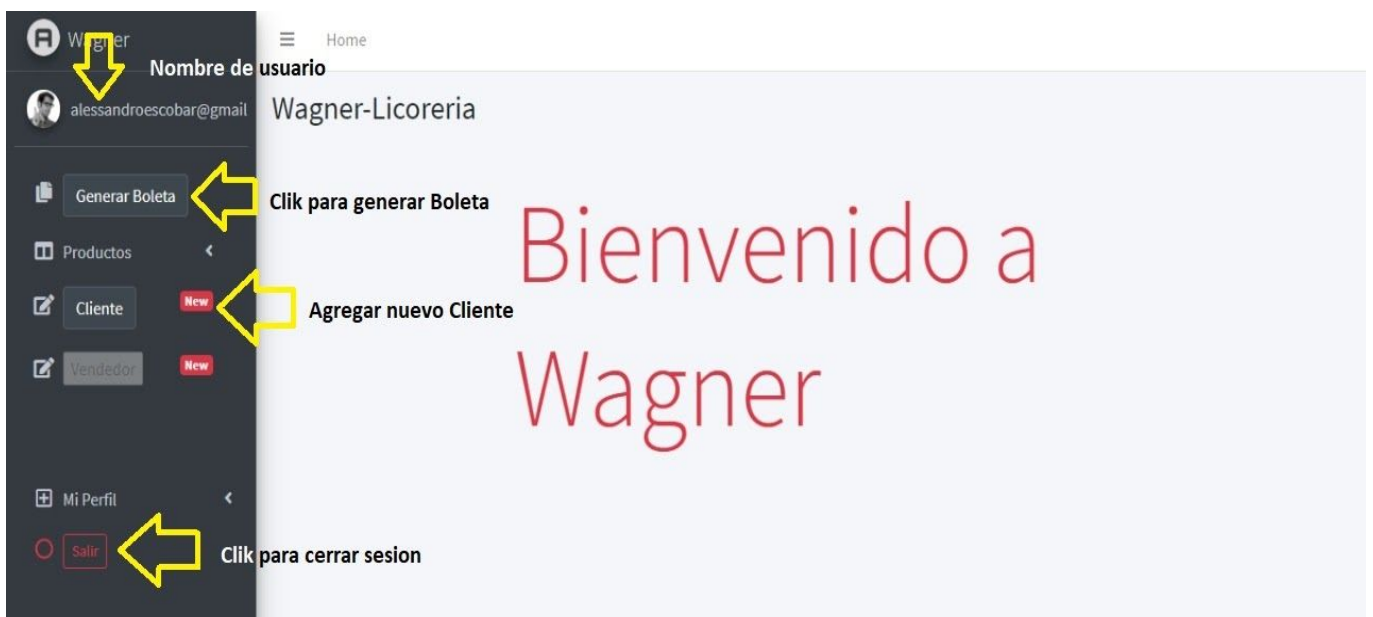 Wagner
Home
Nombre de usuario
alessandroescobar@gmail
Wagner-Licoreria
Generar Boleta
Clik para generar Boleta
Bienvenido a
Wagner
Productos
Cliente
New
Agregar nuevo Cliente
Vendedor
New
Mi Perfil
Salir
Clik para cerrar sesion